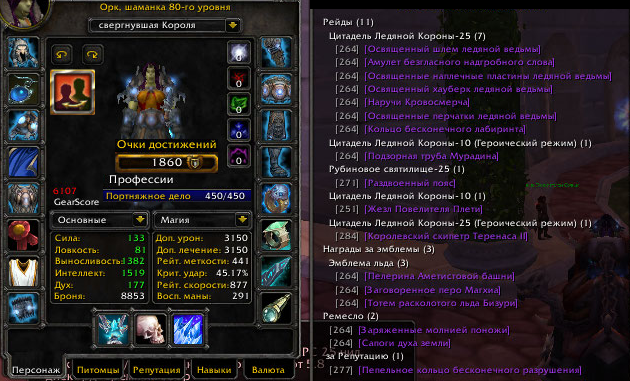 Орк, шаманка 80-го уровня
свергнувшая Короля
0
0
0
0
0
Очки достижений
1860
Профессии
Портняжное дело 450/450
6107
GearScore
Основные
Магия
Сила: 133
Ловкость: 81
Выносливость: 1382
Интеллект: 1519
Дух: 177
Броня: 8853
Доп. урон: 3150
Доп. лечение: 3150
Рейт. меткости: 441
Крит. удар: 45.17%
Рейт. скорости: 877
Восп. маны: 291
Персонаж
Питомцы
Репутация
Навыки
Валюта
Рейды (11)
Цитадель Ледяной Короны-25 (7)
[264] [Освященный шлем ледяной ведьмы]
[264] [Амулет безгласного надгробного слова]
[264] [Освященные наплечные пластины ледяной ведьмы]
[264] [Освященный хауберк ледяной ведьмы]
[264] [Наручи Кровосмерча]
[264] [Освященные перчатки ледяной ведьмы]
[264] [Кольцо бесконечного лабиринта]
Цитадель Ледяной Короны-10 (Героический режим) (1)
[264] [Подзорная труба Мурадина]
Рубиновое святилище-25 (1)
[271] [Раздвоенный пояс]
Цитадель Ледяной Короны-10 (1)
[251] [Жезл Повелителя Плети]
Цитадель Ледяной Короны-25 (Героический режим) (1)
[284] [Королевский скипетр Теренаса II]
Награды за эмблемы (3)
Эмблема льда (3)
[264] [Пелерина Аметистовой башни]
[264] [Заговоренное перо Магхиа]
[264] [Тотем расколотого льда Бизури]
Ремесло (2)
[264] [Заряженные молнией поножи]
[264] [Сапоги духа земли]
за Репутацию (1)
[277] [Пепельное кольцо бесконечного разрушения]